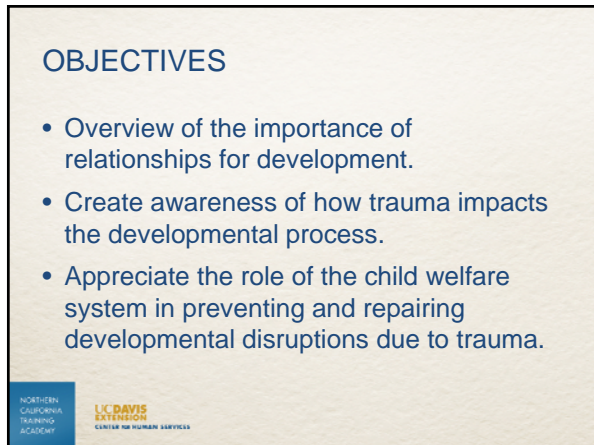 OBJECTIVES
• Overview of the importance of
relationships for development.
• Create awareness of how trauma impacts
the developmental process.
• Appreciate the role of the child welfare
system in preventing and repairing
developmental disruptions due to trauma.
NORTHERN
CALIFORNIA
TRAINING
ACADEMY
UCDAVIS
EXTENSION
CENTER FOR HUMAN SERVICES